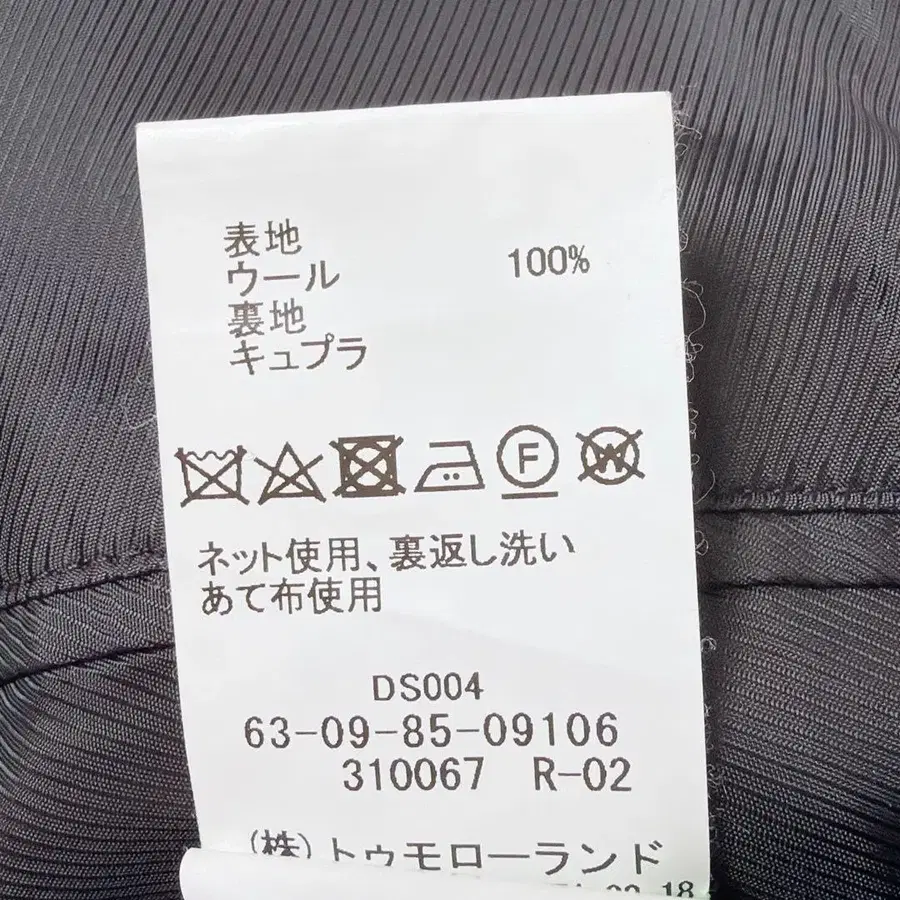 表地
ウール 100%
裏地
キュプラ
F
W
ネット使用、裏返し洗い
あて布使用
DS004
63-09-85-09106
310067 R-02
(株)トゥモローランド